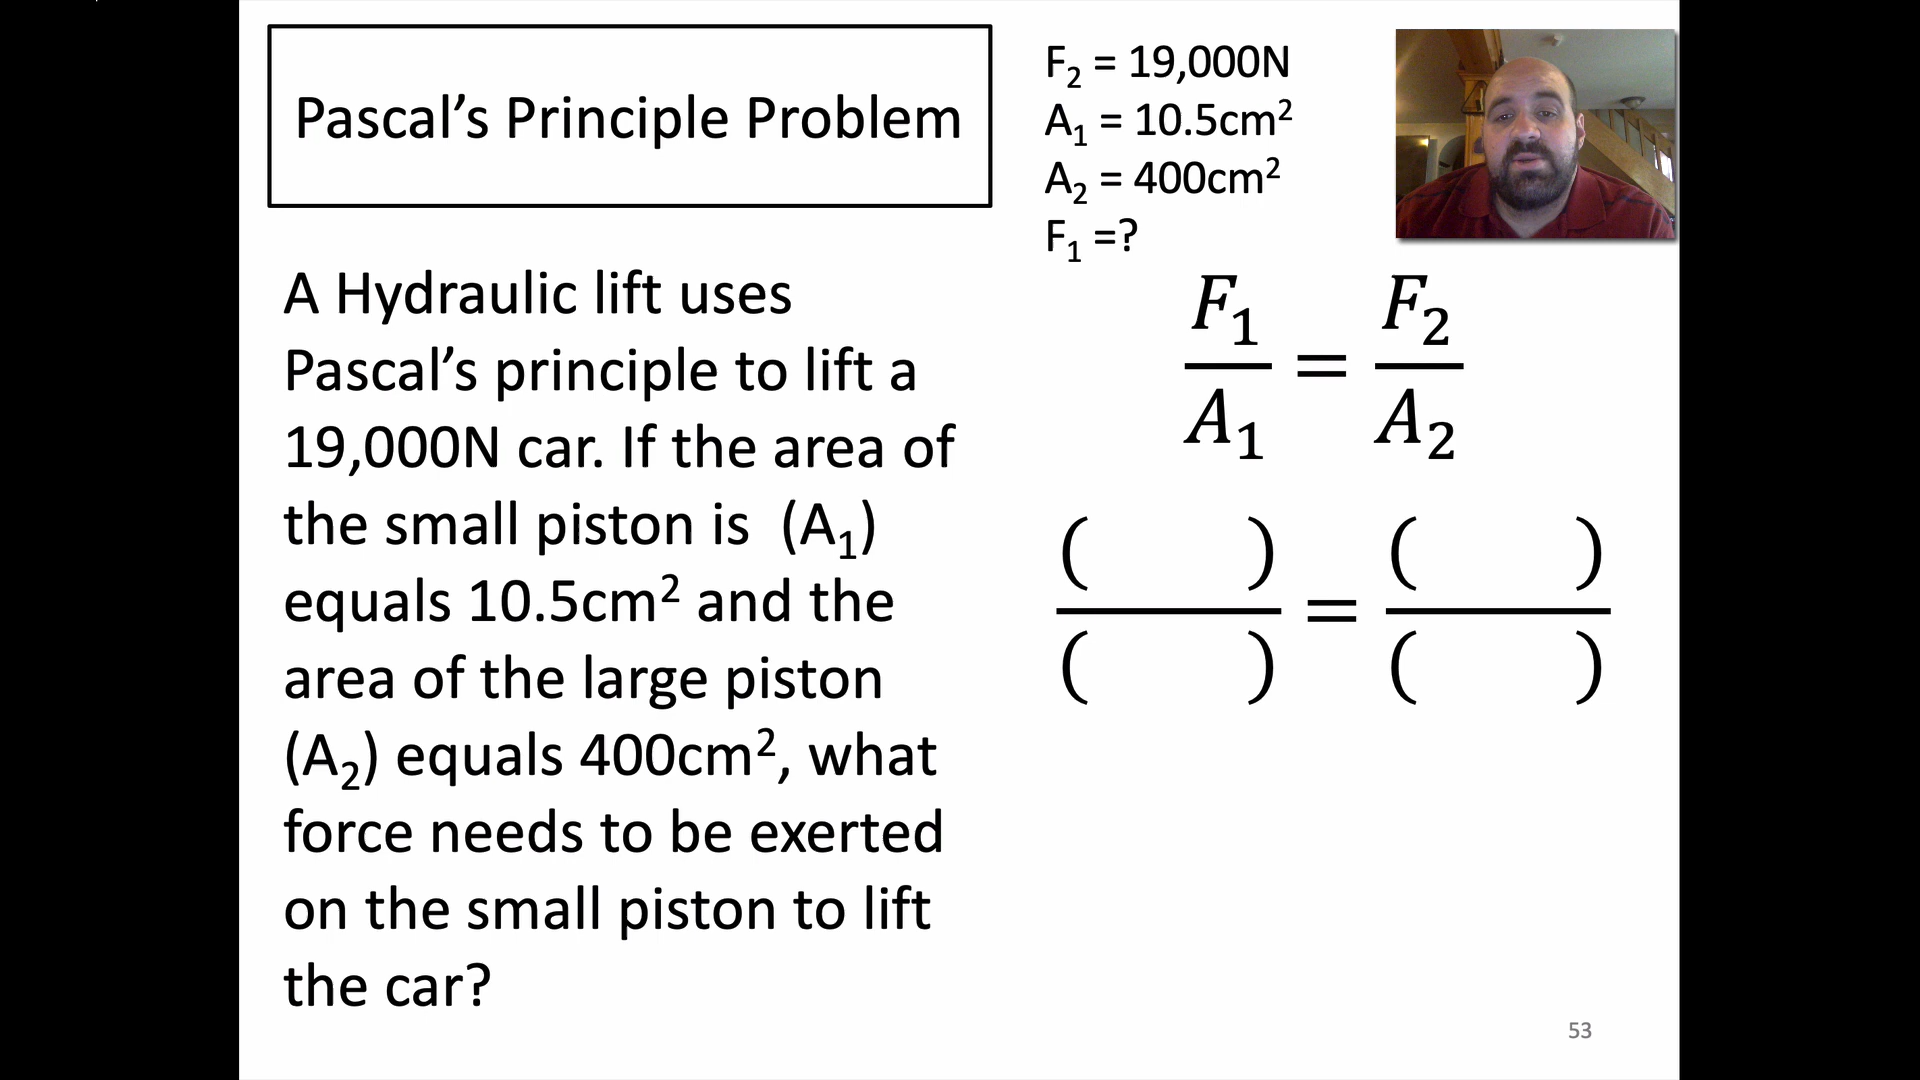 Pascal’s Principle Problem
A Hydraulic lift uses
Pascal’s principle to lift a
19,000N car. If the area of
the small piston is  (A₁)
equals 10.5cm² and the
area of the large piston
(A₂) equals 400cm², what
force needs to be exerted
on the small piston to lift
the car?
F₂ = 19,000N
A₁ = 10.5cm²
A₂ = 400cm²
F₁ =?
F₁/A₁ = F₂/A₂
(    )/(    ) = (    )/(    )
53